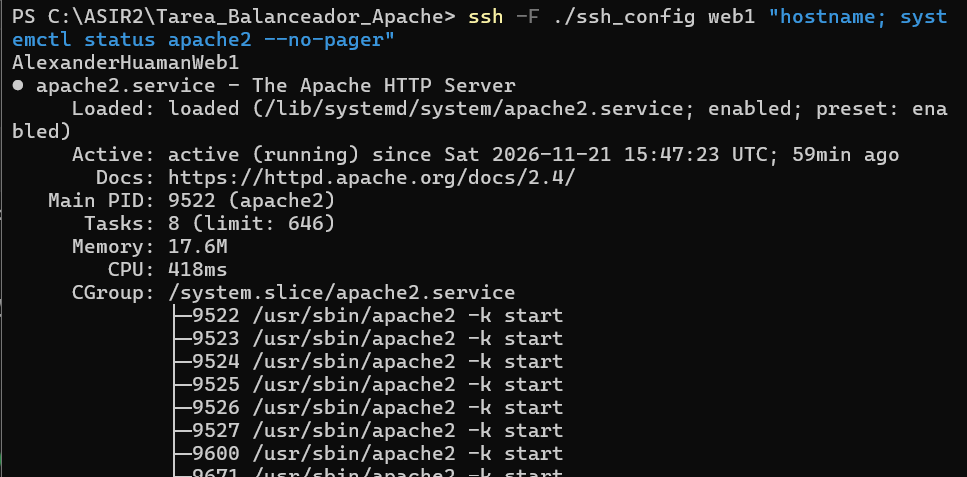 PS C:\ASIR2\Tarea_Balanceador_Apache> ssh -F ./ssh_config web1 "hostname; syst
emctl status apache2 --no-pager"
AlexanderHuamanWeb1
● apache2.service - The Apache HTTP Server
Loaded: loaded (/lib/systemd/system/apache2.service; enabled; preset: ena
bled)
Active: active (running) since Sat 2026-11-21 15:47:23 UTC; 59min ago
Docs: https://httpd.apache.org/docs/2.4/
Main PID: 9522 (apache2)
Tasks: 8 (limit: 646)
Memory: 17.6M
CPU: 418ms
CGroup: /system.slice/apache2.service
├─9522 /usr/sbin/apache2 -k start
├─9523 /usr/sbin/apache2 -k start
├─9524 /usr/sbin/apache2 -k start
├─9525 /usr/sbin/apache2 -k start
├─9526 /usr/sbin/apache2 -k start
├─9527 /usr/sbin/apache2 -k start
├─9600 /usr/sbin/apache2 -k start
─9671 /usr/sbin/apache2 -k start